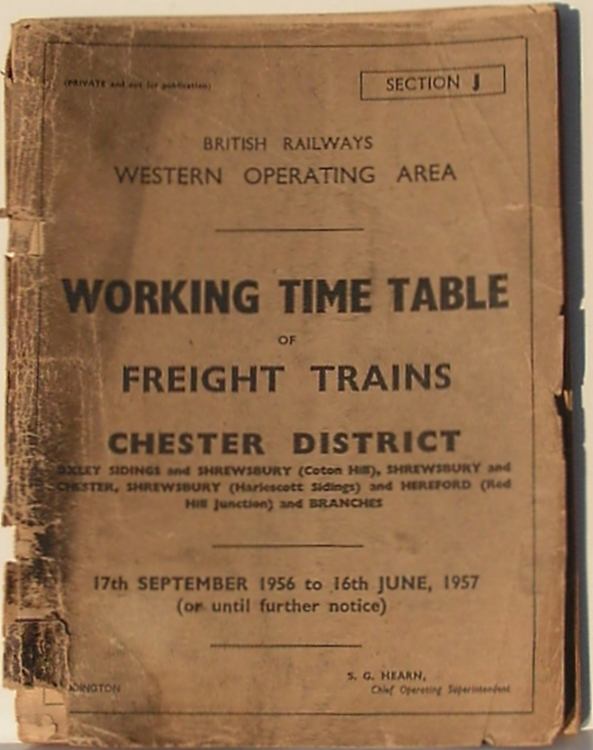 (PRIVATE and not for publication)
SECTION J
BRITISH RAILWAYS
WESTERN OPERATING AREA
WORKING TIME TABLE
OF
FREIGHT TRAINS
CHESTER DISTRICT
OXLEY SIDINGS and SHREWSBURY (Coton Hill), SHREWSBURY and
CHESTER, SHREWSBURY (Harlescott Sidings) and HEREFORD (Red
Hill Junction) and BRANCHES
17th SEPTEMBER 1956 to 16th JUNE, 1957
(or until further notice)
S. G. HEARN,
DINGTON
Chief Operating Superintendent